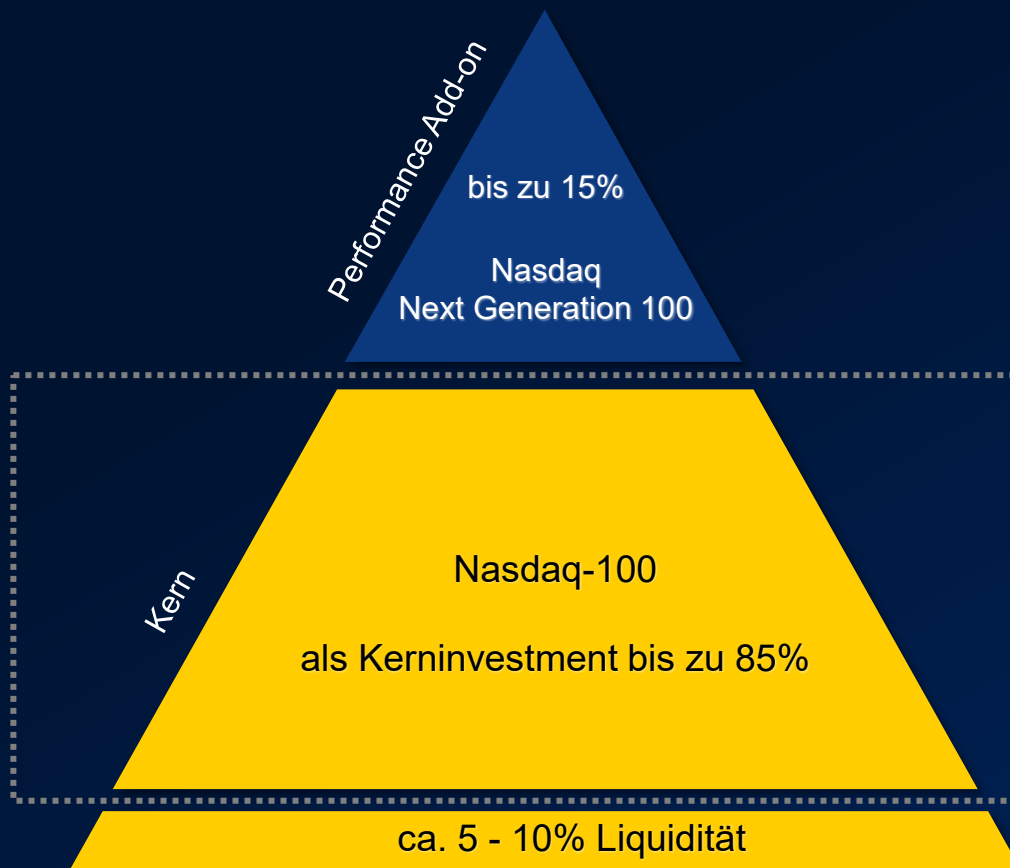 Performance Add-on
bis zu 15%
Nasdaq
Next Generation 100
Kern
Nasdaq-100
als Kerninvestment bis zu 85%
ca. 5 - 10% Liquidität